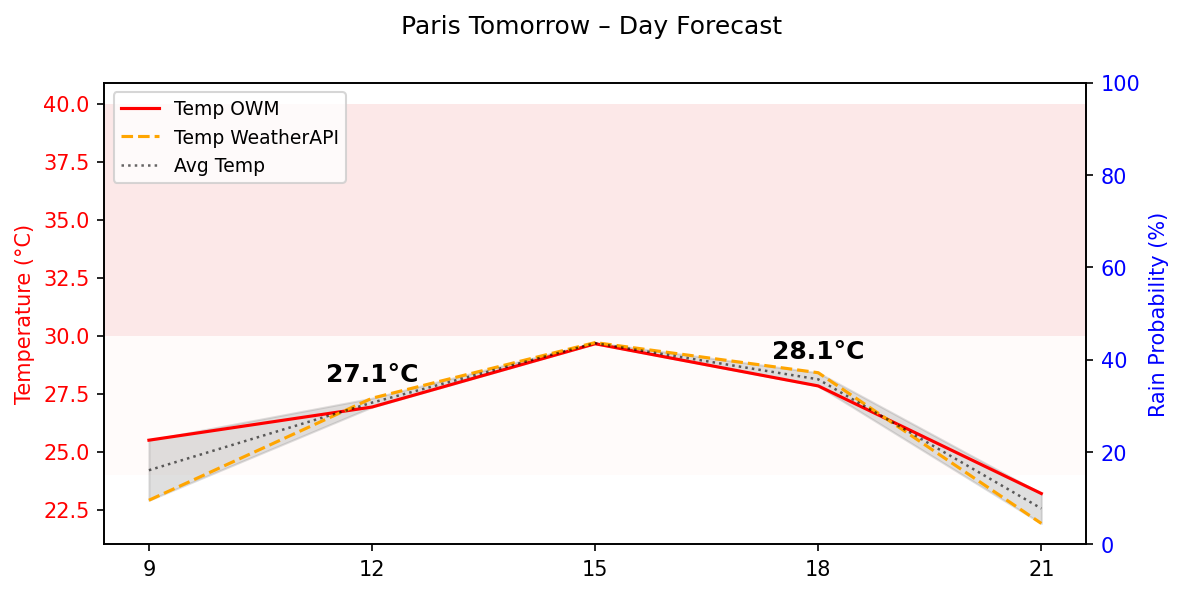 Paris Tomorrow – Day Forecast
Temp OWM
Temp WeatherAPI
Avg Temp
Temperature (°C)
40.0
37.5
35.0
32.5
30.0
27.5
25.0
22.5
27.1°C
28.1°C
100
80
60
40
20
0
Rain Probability (%)
9
12
15
18
21